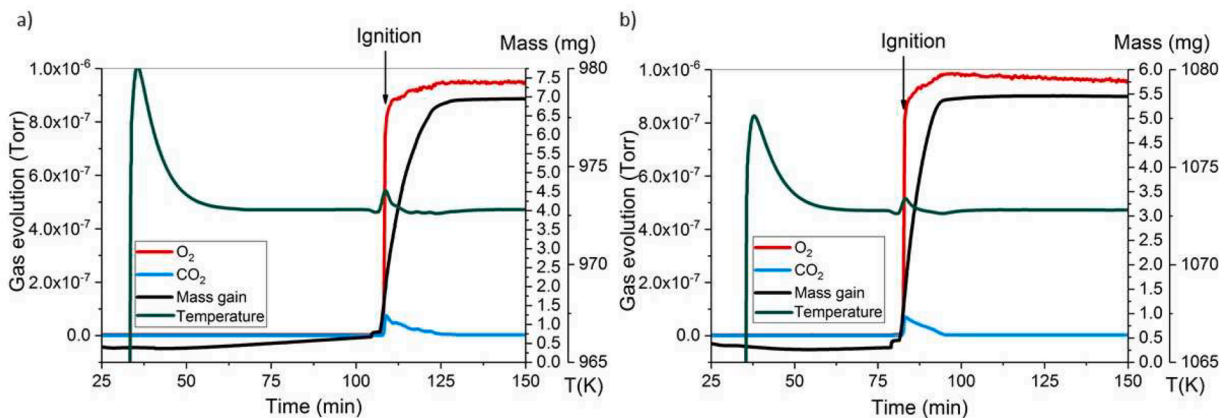 a)
Ignition
Mass (mg)
1.0x10⁻⁶
8.0x10⁻⁷
6.0x10⁻⁷
4.0x10⁻⁷
2.0x10⁻⁷
0.0
Gas evolution (Torr)
O₂
CO₂
Mass gain
Temperature
7.5
7.0
6.5
6.0
5.5
5.0
4.5
4.0
3.5
3.0
2.5
2.0
1.5
1.0
0.5
0.0
980
975
970
965
25 50 75 100 125 150
Time (min)
T(K)
b)
Ignition
Mass (mg)
1.0x10⁻⁶
8.0x10⁻⁷
6.0x10⁻⁷
4.0x10⁻⁷
2.0x10⁻⁷
0.0
Gas evolution (Torr)
O₂
CO₂
Mass gain
Temperature
6.0
5.5
5.0
4.5
4.0
3.5
3.0
2.5
2.0
1.5
1.0
0.5
0.0
1080
1075
1070
1065
25 50 75 100 125 150
Time (min)
T(K)